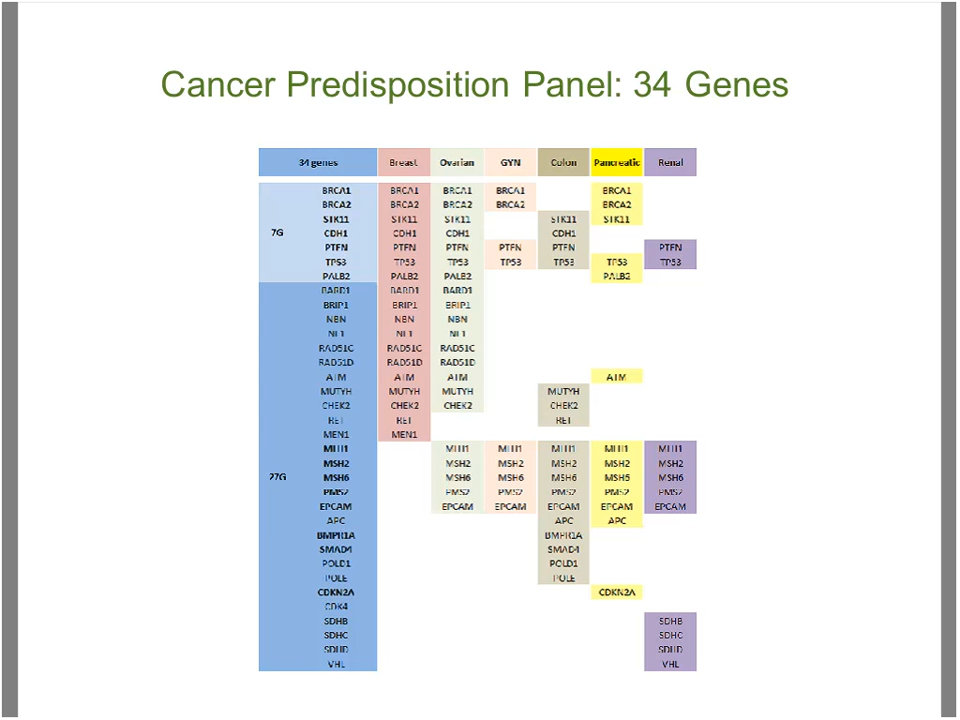 Cancer Predisposition Panel: 34 Genes
34 genes Breast Ovarian GYN Colon Pancreatic Renal
BRCA1 BRCA1 BRCA1 BRCA1 BRCA1
BRCA2 BRCA2 BRCA2 BRCA2 BRCA2
STK11 STK11 STK11 STK11 STK11
7G CDH1 CDH1 CDH1 CDH1
PTEN PTEN PTEN PTEN PTEN PTEN
TP53 TP53 TP53 TP53 TP53 TP53 TP53
PALB2 PALB2 PALB2 PALB2
BARD1 BARD1 BARD1
BRIP1 BRIP1 BRIP1
NBN NBN NBN
NF1 NF1 NF1
RAD51C RAD51C RAD51C
RAD51D RAD51D RAD51D
ATM ATM ATM ATM
MUTYH MUTYH MUTYH MUTYH
CHEK2 CHEK2 CHEK2 CHEK2
RET RET RET
MEN1 MEN1
MLH1 MLH1 MLH1 MLH1 MLH1 MLH1
MSH2 MSH2 MSH2 MSH2 MSH2 MSH2
27G MSH6 MSH6 MSH6 MSH6 MSH6 MSH6
PMS2 PMS2 PMS2 PMS2 PMS2 PMS2
EPCAM EPCAM EPCAM EPCAM EPCAM EPCAM
APC APC APC
BMPR1A BMPR1A
SMAD4 SMAD4
POLD1 POLD1
POLE POLE
CDKN2A CDKN2A
CDK4
SDHB SDHB
SDHC SDHC
SDHD SDHD
VHL VHL